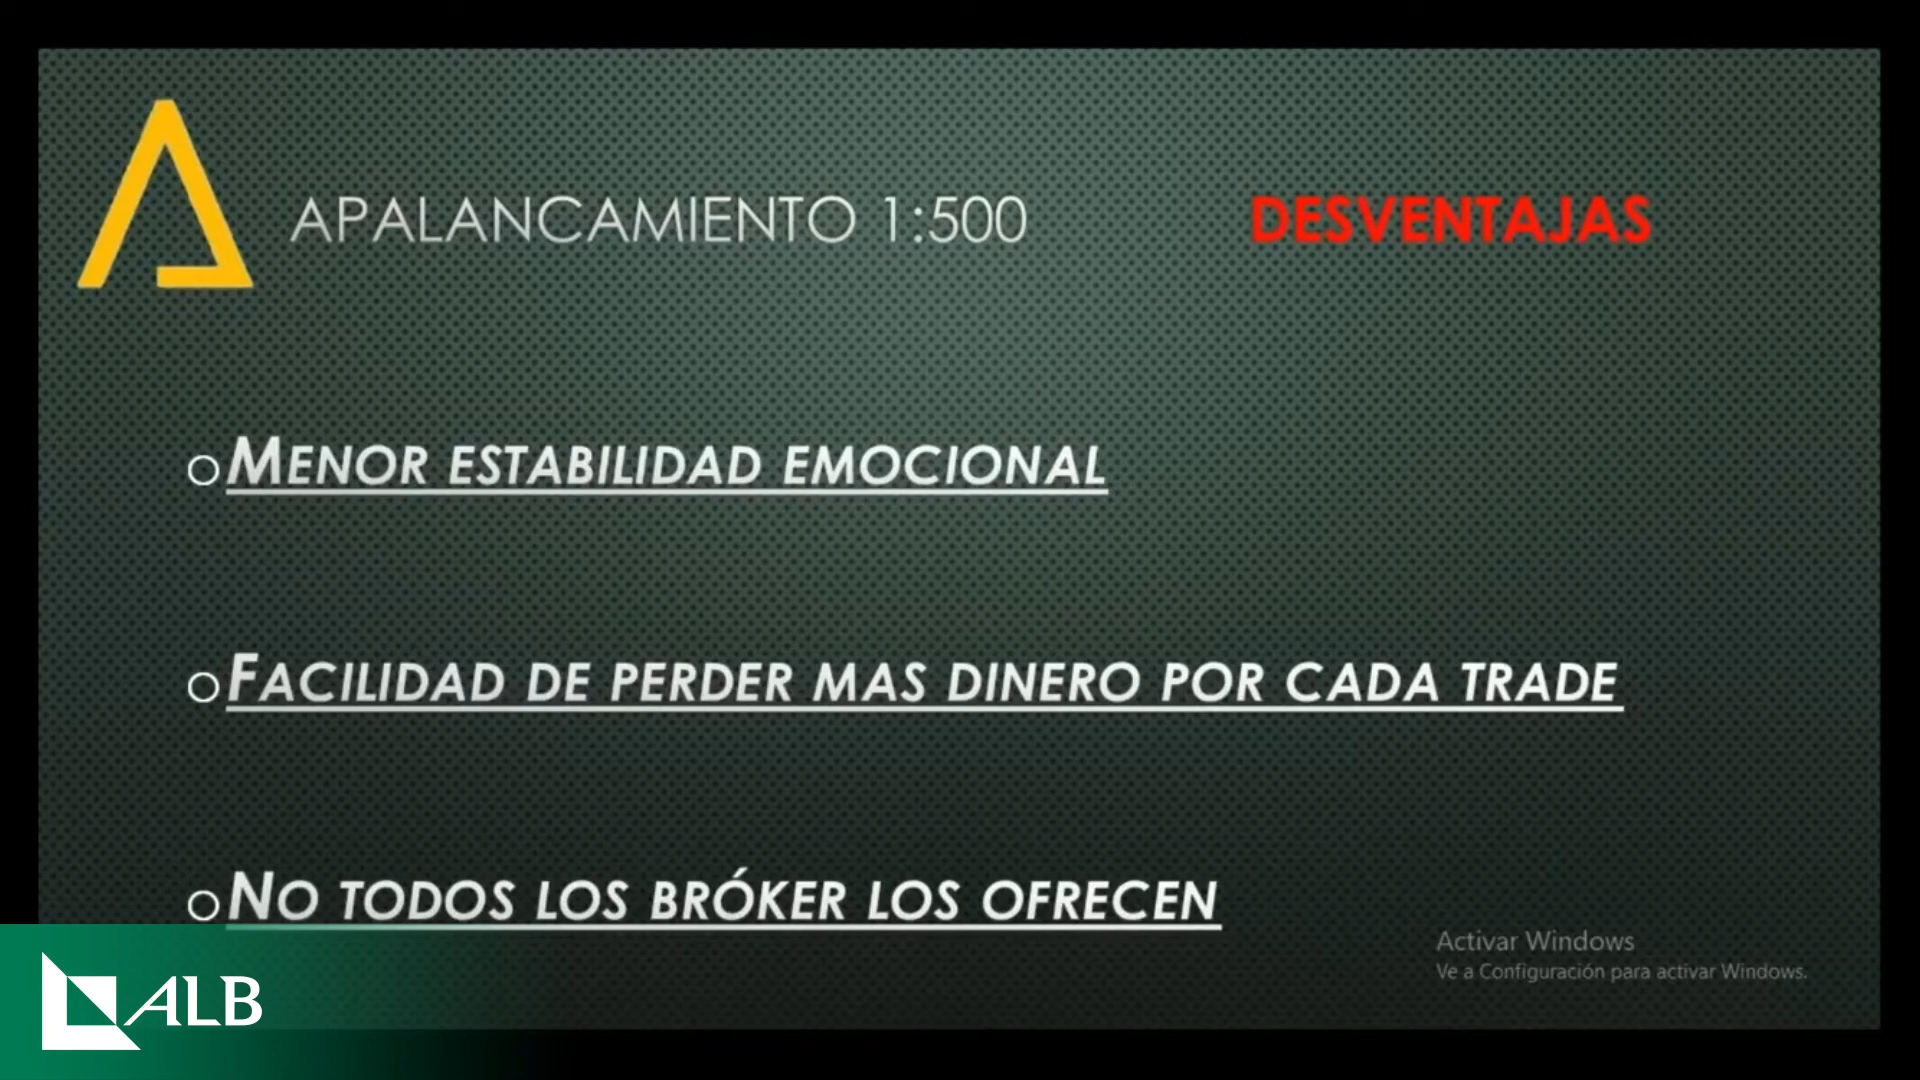 APALANCAMIENTO 1:500 DESVENTAJAS
MENOR ESTABILIDAD EMOCIONAL
FACILIDAD DE PERDER MAS DINERO POR CADA TRADE
NO TODOS LOS BRÓKER LOS OFRECEN
Activar Windows
Ve a Configuración para activar Windows.
ALB